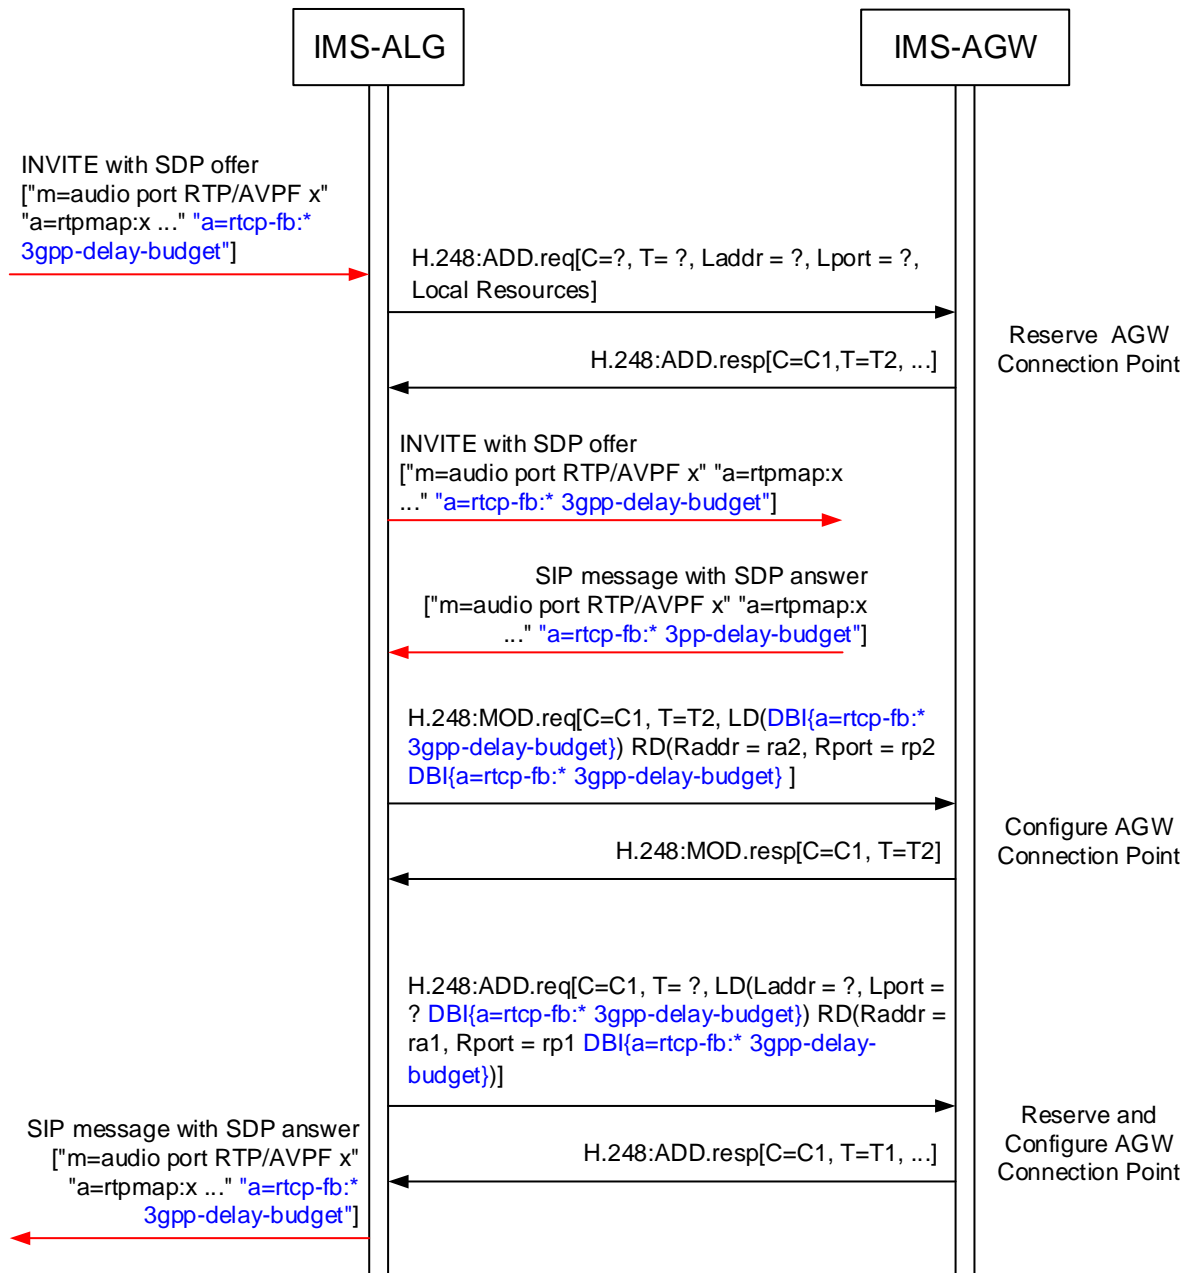 IMS-ALG
IMS-AGW
INVITE with SDP offer
["m=audio port RTP/AVPF x"
"a=rtpmap:x ..." "a=rtcp-fb:*
3gpp-delay-budget"]
H.248:ADD.req[C=?, T= ?, Laddr = ?, Lport = ?,
Local Resources]
Reserve AGW
Connection Point
H.248:ADD.resp[C=C1,T=T2, ...]
INVITE with SDP offer
["m=audio port RTP/AVPF x" "a=rtpmap:x
..." "a=rtcp-fb:* 3gpp-delay-budget"]
SIP message with SDP answer
["m=audio port RTP/AVPF x" "a=rtpmap:x
..." "a=rtcp-fb:* 3pp-delay-budget"]
H.248:MOD.req[C=C1, T=T2, LD(DBI{a=rtcp-fb:*
3gpp-delay-budget}) RD(Raddr = ra2, Rport = rp2
DBI{a=rtcp-fb:* 3gpp-delay-budget} ]
Configure AGW
Connection Point
H.248:MOD.resp[C=C1, T=T2]
H.248:ADD.req[C=C1, T= ?, LD(Laddr = ?, Lport =
? DBI{a=rtcp-fb:* 3gpp-delay-budget}) RD(Raddr =
ra1, Rport = rp1 DBI{a=rtcp-fb:* 3gpp-delay-
budget})]
Reserve and
Configure AGW
Connection Point
H.248:ADD.resp[C=C1, T=T1, ...]
SIP message with SDP answer
["m=audio port RTP/AVPF x"
"a=rtpmap:x ..." "a=rtcp-fb:*
3gpp-delay-budget"]